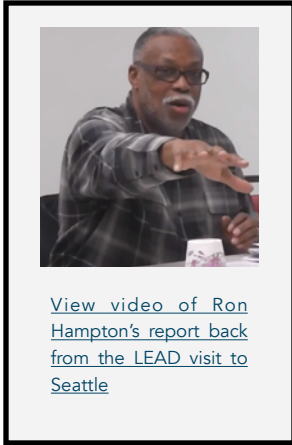 View video of Ron
Hampton's report back
from the LEAD visit to
Seattle